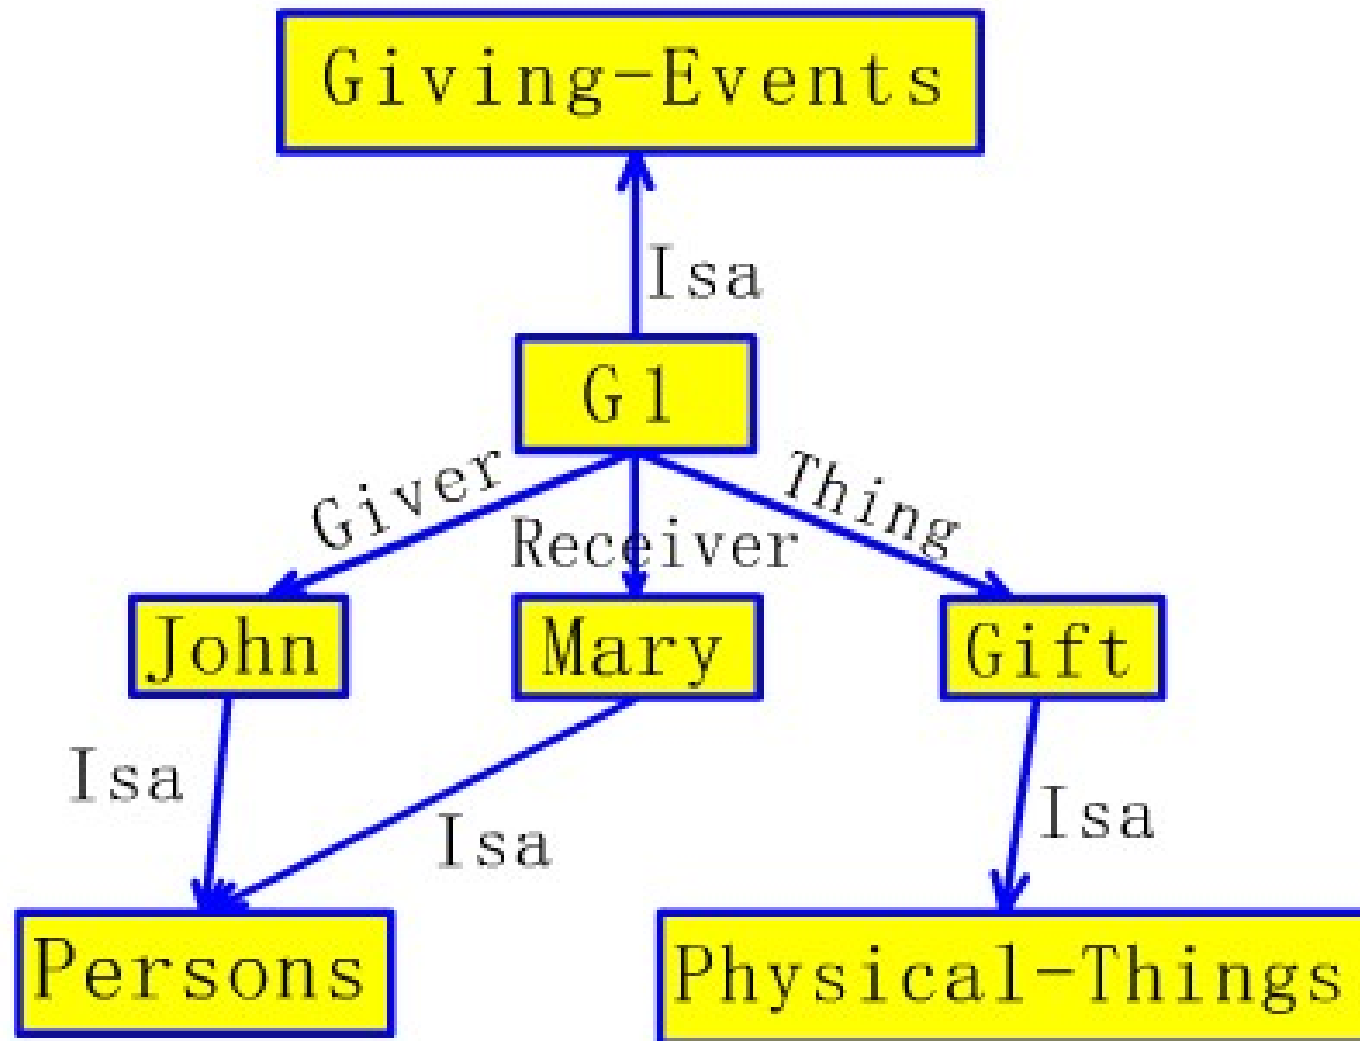 Giving-Events
Isa
G1
Giver
Thing
Receiver
John
Mary
Gift
Isa
Isa
Isa
Persons
Physical-Things